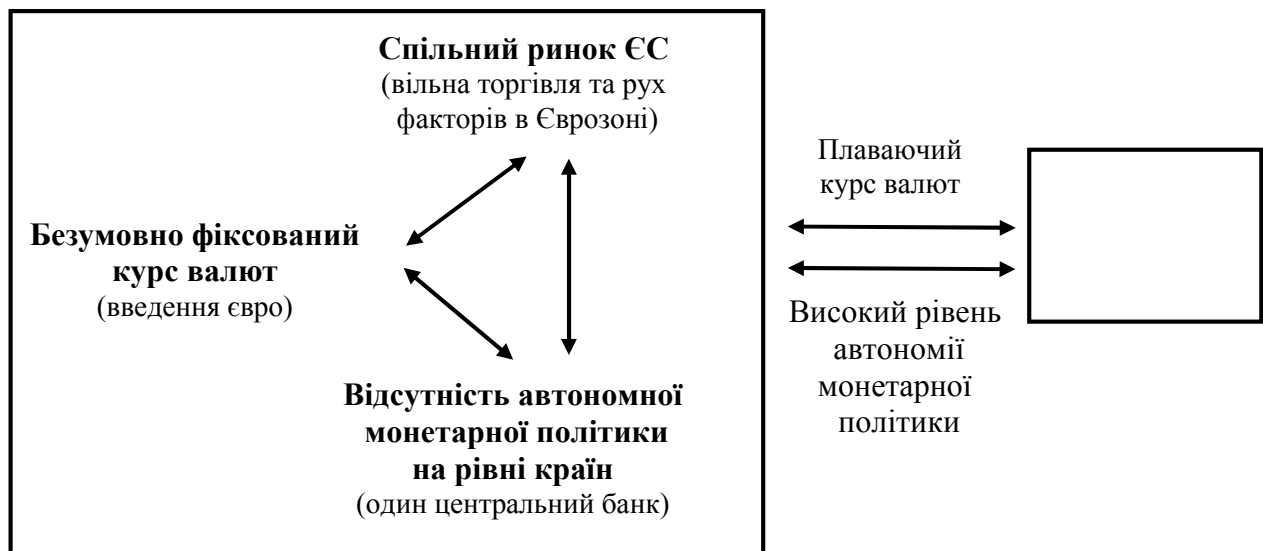 Спільний ринок ЄС
(вільна торгівля та рух
факторів в Єврозоні)
Безумовно фіксований
курс валют
(введення євро)
Відсутність автономної
монетарної політики
на рівні країн
(один центральний банк)
Плаваючий
курс валют
Високий рівень
автономії
монетарної
політики